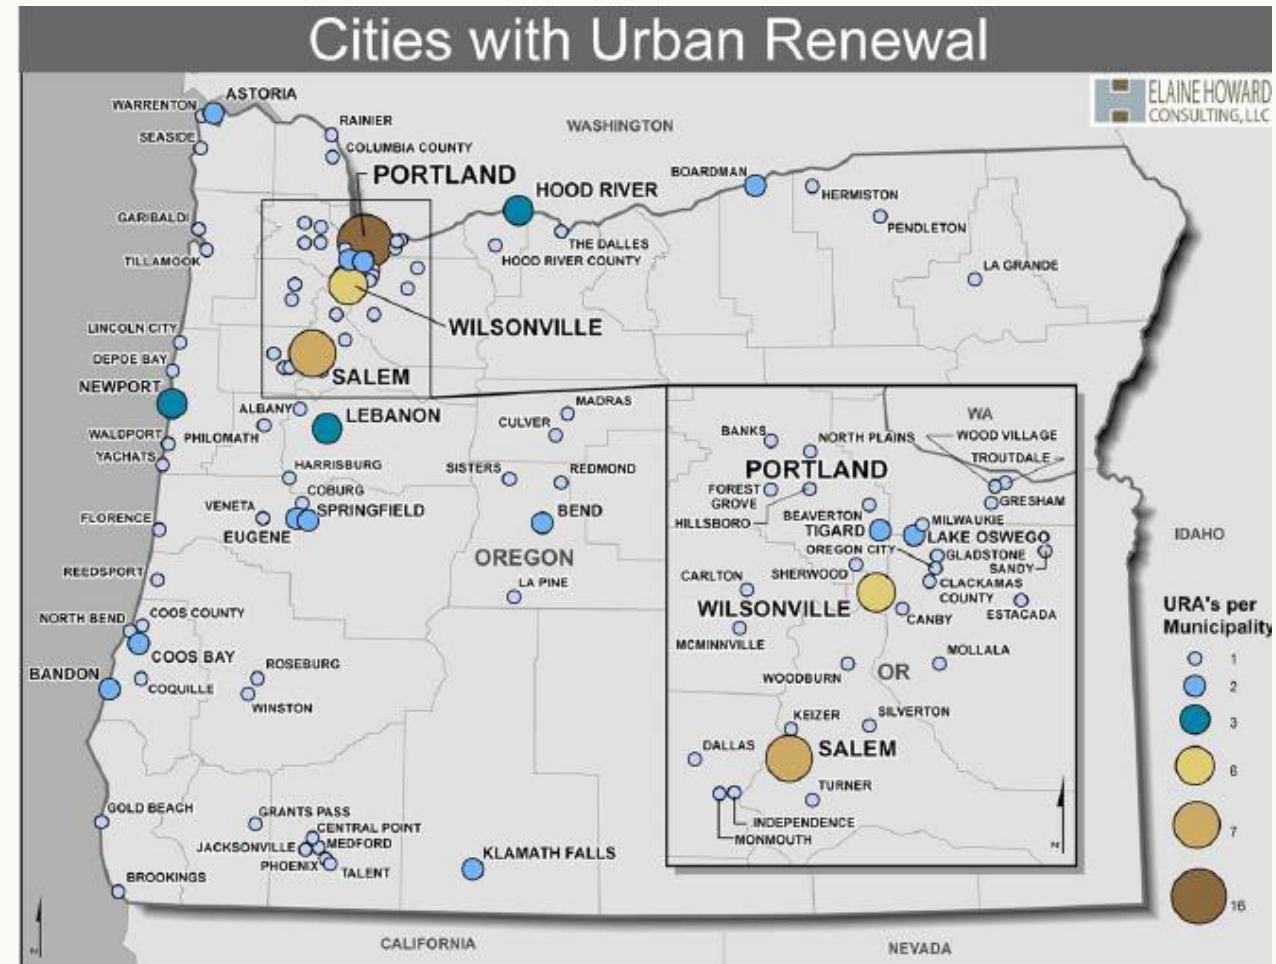 Cities with Urban Renewal
ELAINE HOWARD
CONSULTING, LLC
ASTORIA
WARRENTON
SEASIDE
RAINIER
COLUMBIA COUNTY
WASHINGTON
PORTLAND
HOOD RIVER
BOARDMAN
HERMISTON
PENDLETON
GARIBALDI
TILLAMOOK
THE DALLES
HOOD RIVER COUNTY
LA GRANDE
LINCOLN CITY
DEPOE BAY
NEWPORT
WILSONVILLE
SALEM
ALBANY
LEBANON
WALDPORT
PHILOMATH
YACHATS
MADRAS
CULVER
HARRISBURG
SISTERS
REDMOND
COBURG
VENETA
SPRINGFIELD
EUGENE
BEND
FLORENCE
OREGON
REEDSPORT
LA PINE
NORTH BEND
COOS COUNTY
COOS BAY
BANDON
COQUILLE
ROSEBURG
WINSTON
GOLD BEACH
GRANTS PASS
CENTRAL POINT
JACKSONVILLE
MEDFORD
PHOENIX
TALENT
KLAMATH FALLS
BROOKINGS
CALIFORNIA
NEVADA
IDAHO
N
WA
BANKS
NORTH PLAINS
WOOD VILLAGE
TROUTDALE
PORTLAND
FOREST
GROVE
GRESHAM
HILLSBORO
BEAVERTON
MILWAUKIE
TIGARD
LAKE OSWEGO
OREGON CITY
GLADSTONE
SANDY
SHERWOOD
CARLTON
CLACKAMAS
COUNTY
WILSONVILLE
ESTACADA
CANBY
MCMINNVILLE
MOLLALA
WOODBURN
OR
KEIZER
SILVERTON
DALLAS
SALEM
TURNER
INDEPENDENCE
MONMOUTH
N
URA's per
Municipality
1
2
3
6
7
16